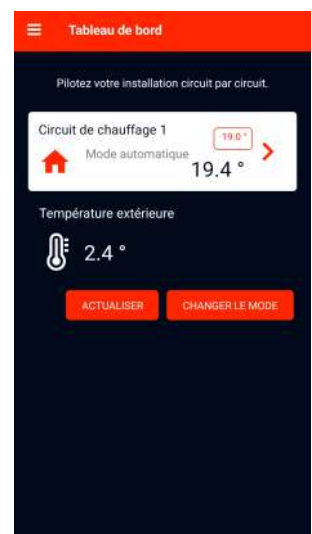 Tableau de bord
Pilotez votre installation circuit par circuit.
Circuit de chauffage 1
19.0 °
Mode automatique
19.4 °
Température extérieure
2.4 °
ACTUALISER CHANGER LE MODE